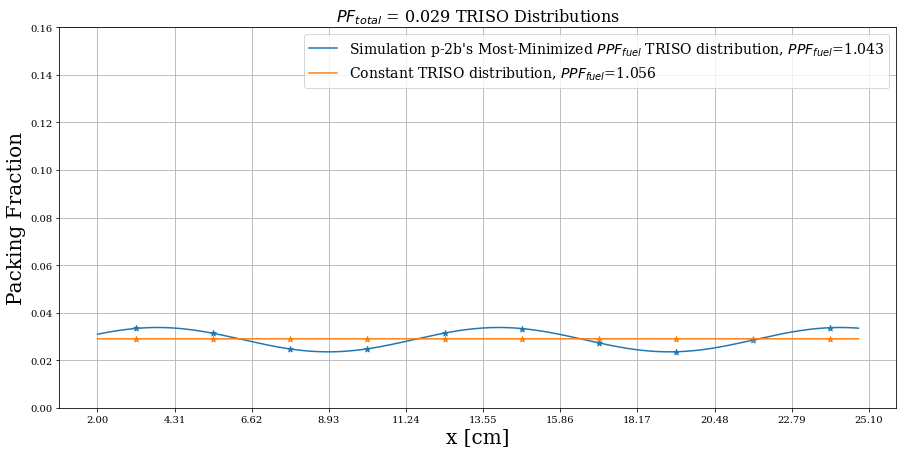 PF_total = 0.029 TRISO Distributions
Simulation p-2b's Most-Minimized PPF_fuel TRISO distribution, PPF_fuel=1.043
Constant TRISO distribution, PPF_fuel=1.056
Packing Fraction
0.16
0.14
0.12
0.10
0.08
0.06
0.04
0.02
0.00
2.00 4.31 6.62 8.93 11.24 13.55 15.86 18.17 20.48 22.79 25.10
x [cm]